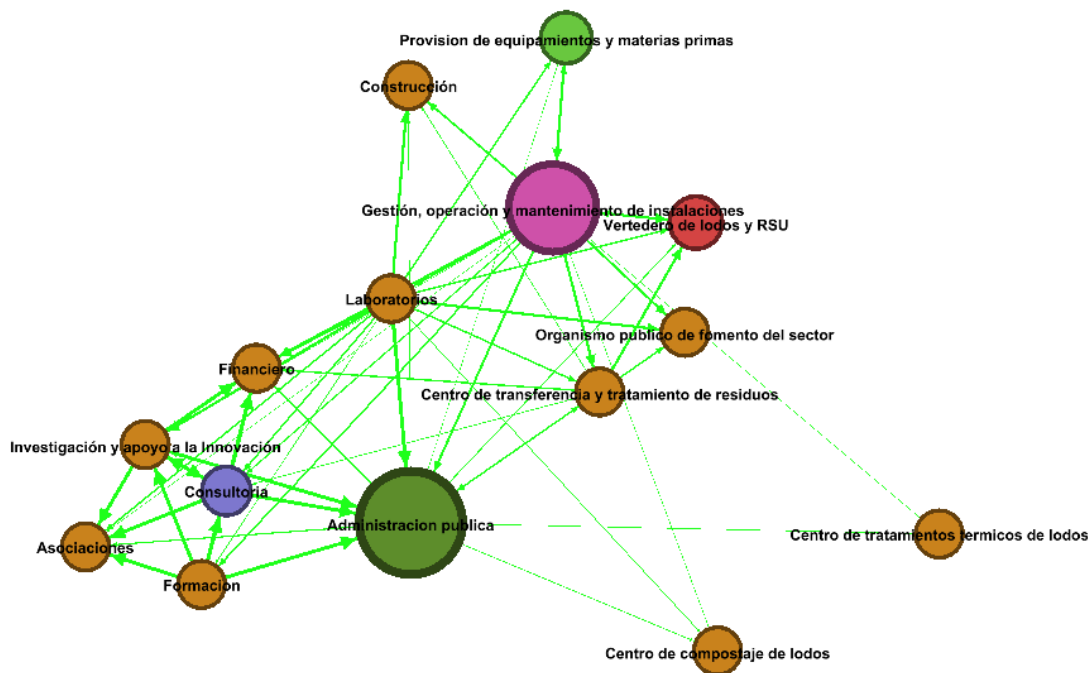 Provision de equipamientos y materias primas
Construcción
Gestión, operación y mantenimiento de instalaciones
Vertedero de lodos y RSU
Laboratorios
Organismo publico de fomento del sector
Financiero
Centro de transferencia y tratamiento de residuos
Investigación y apoyo a la Innovación
Consultoria
Administracion publica
Centro de tratamientos termicos de lodos
Asociaciones
Formacion
Centro de compostaje de lodos